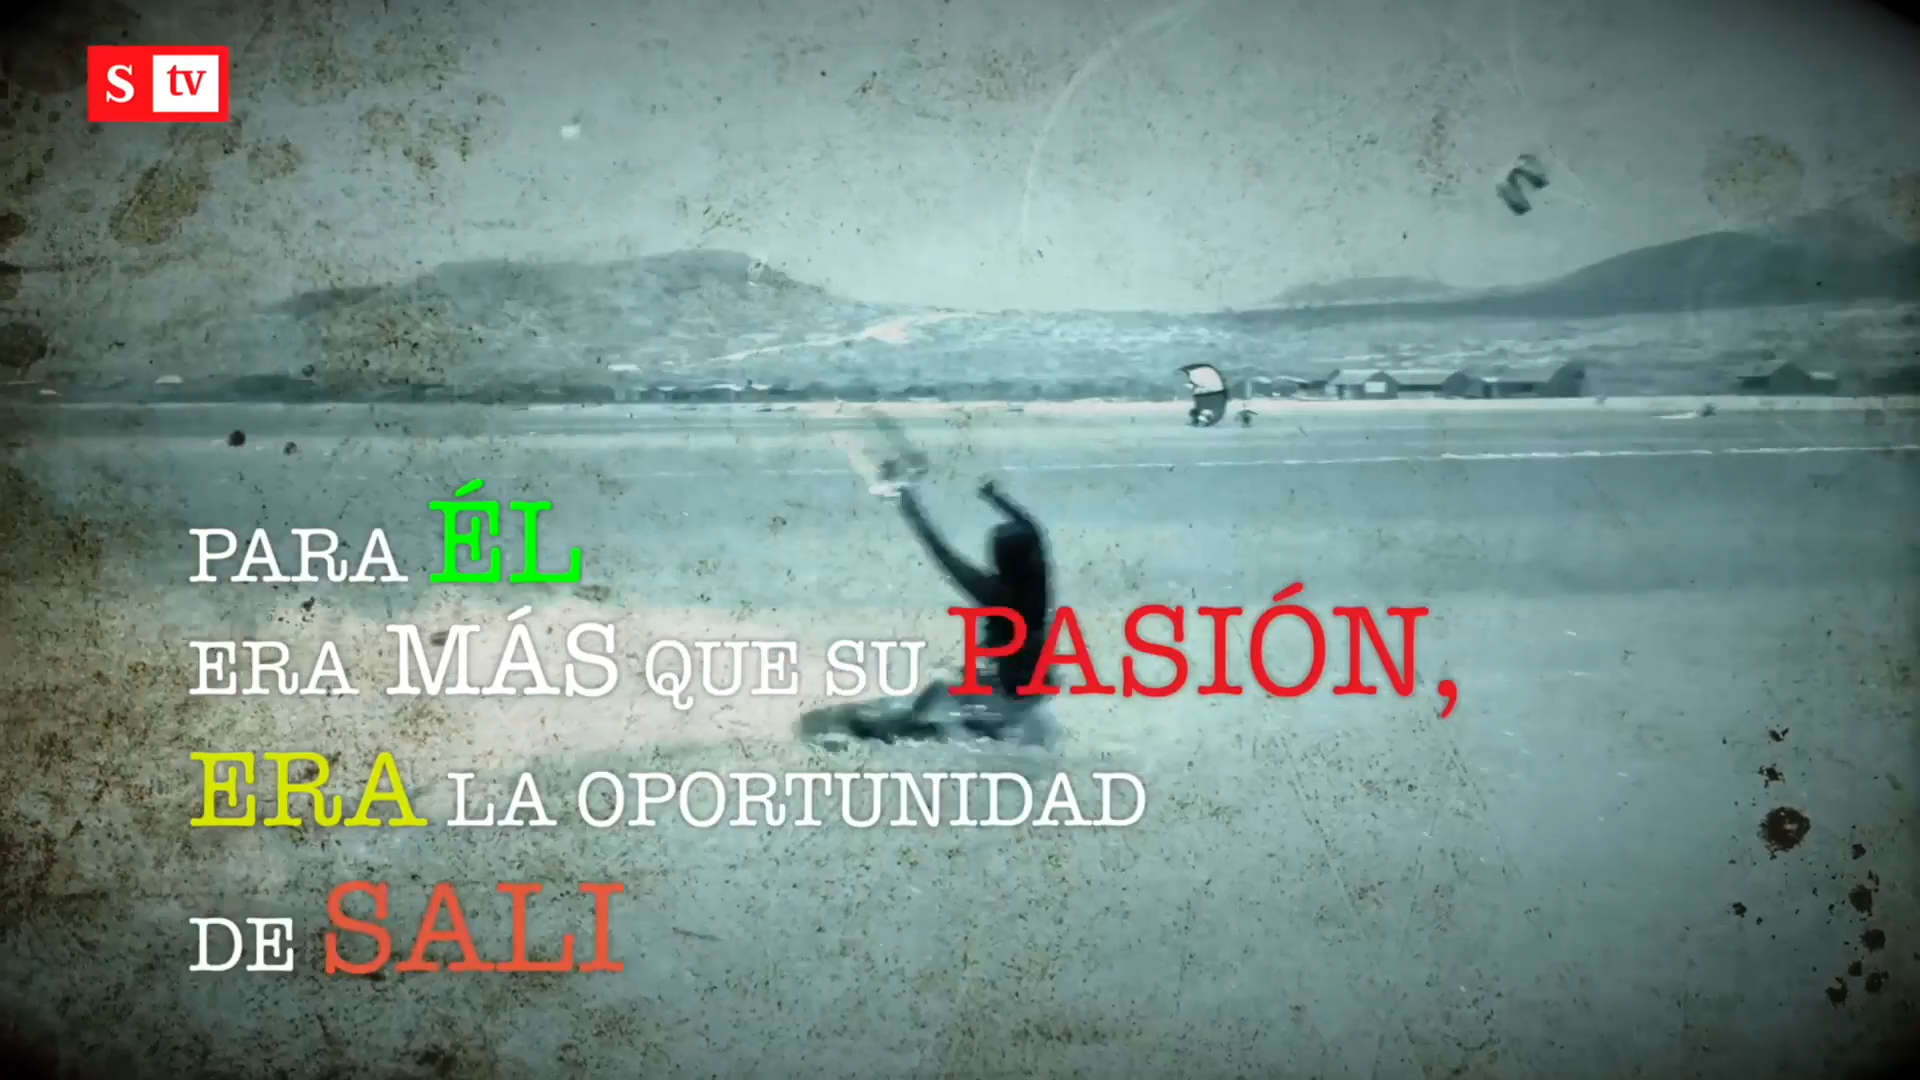 S tv
PARA ÉL
ERA MÁS QUE SU PASIÓN,
ERA LA OPORTUNIDAD
DE SALI